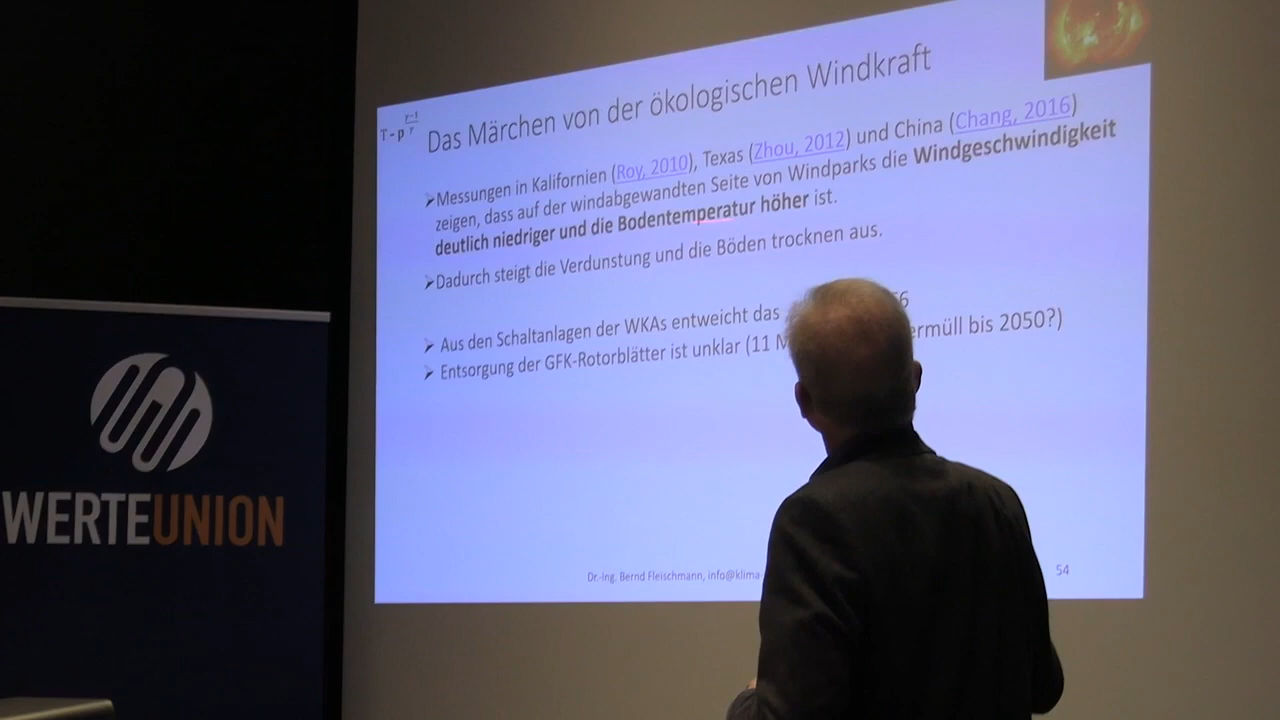 Das Märchen von der ökologischen Windkraft
➢Messungen in Kalifornien (Roy, 2010), Texas (Zhou, 2012) und China (Chang, 2016)
zeigen, dass auf der windabgewandten Seite von Windparks die Windgeschwindigkeit
deutlich niedriger und die Bodentemperatur höher ist.
➢Dadurch steigt die Verdunstung und die Böden trocknen aus.
➢ Aus den Schaltanlagen der WKAs entweicht das
➢ Entsorgung der GFK-Rotorblätter ist unklar (11 bis 2050?)
Dr.-Ing. Bernd Fleischmann, info@klima-
54
WERTEUNION